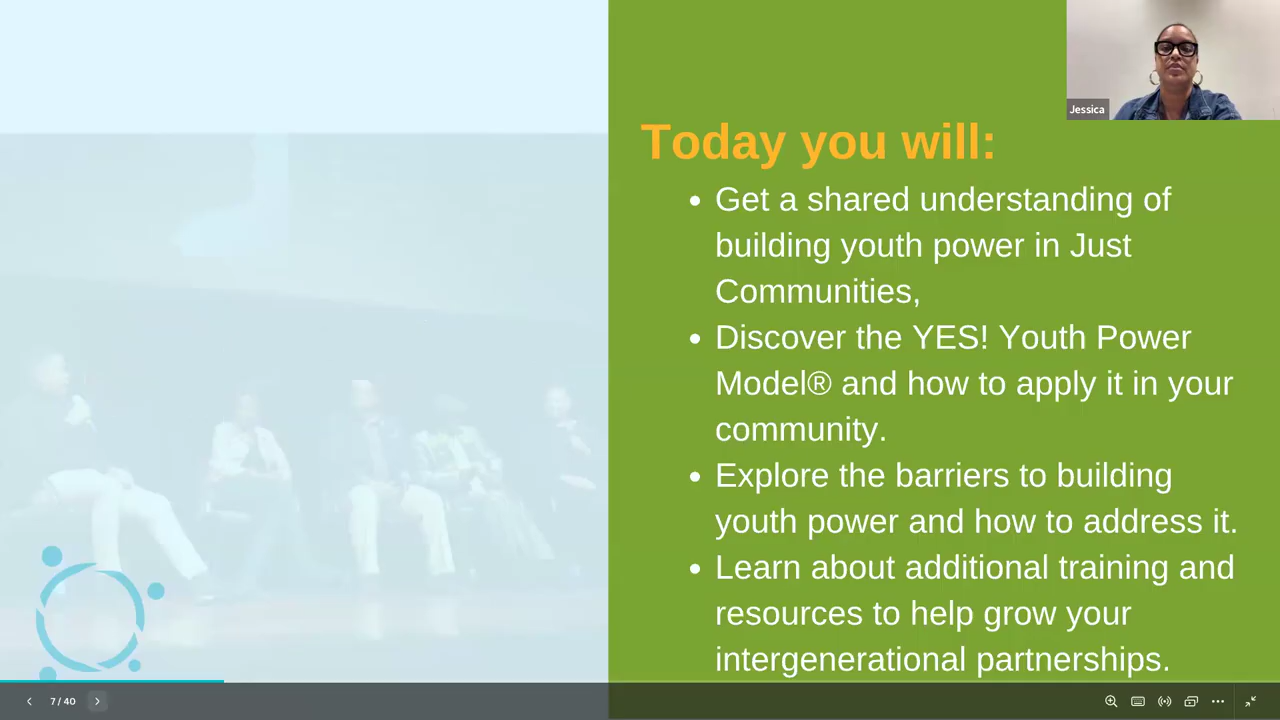 Jessica
Today you will:
Get a shared understanding of
building youth power in Just
Communities,
Discover the YES! Youth Power
Model® and how to apply it in your
community.
Explore the barriers to building
youth power and how to address it.
Learn about additional training and
resources to help grow your
intergenerational partnerships.
7 / 40